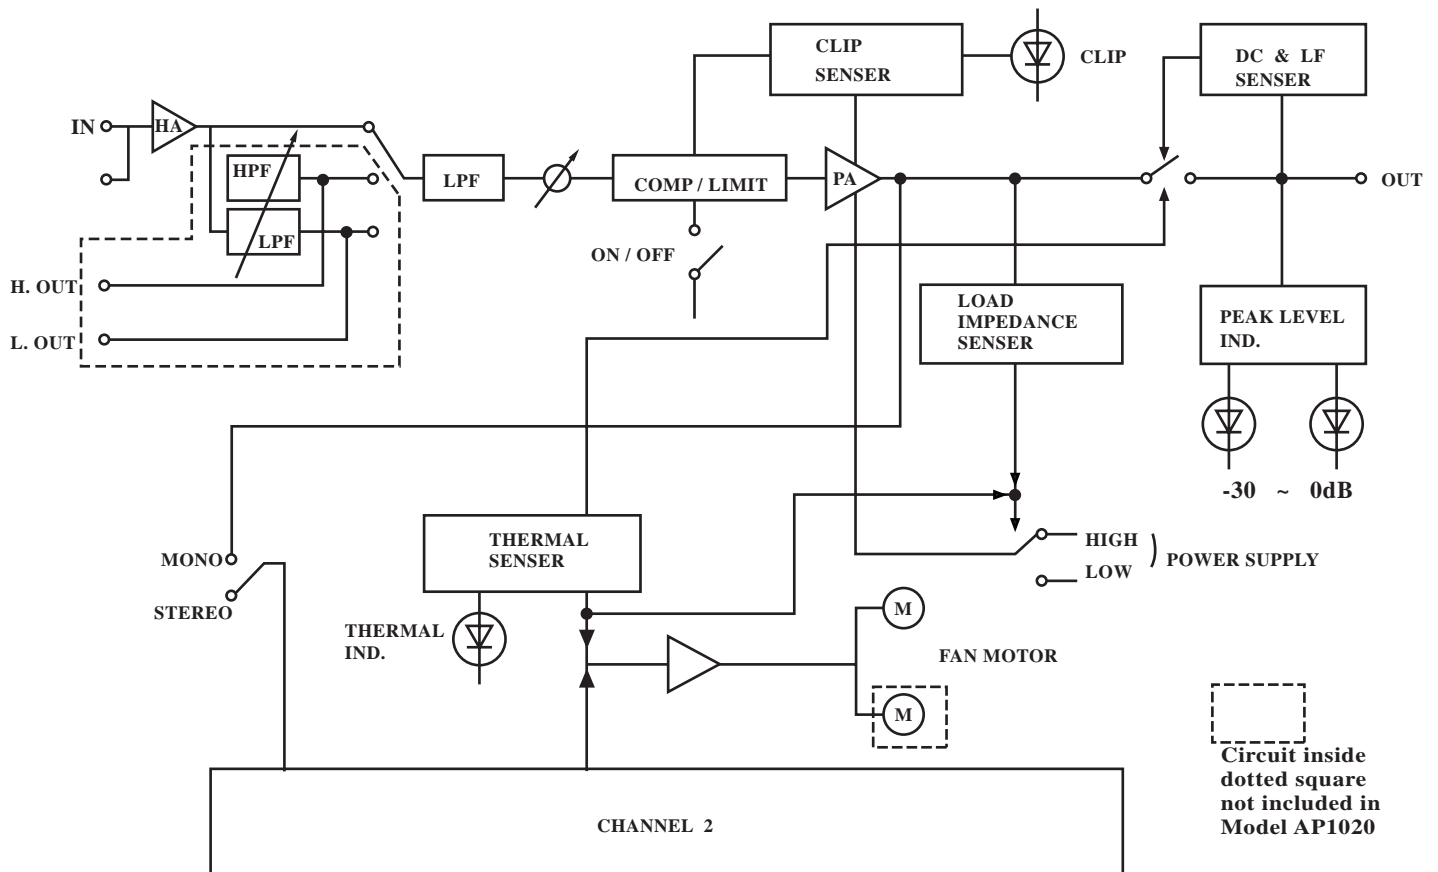 CLIP
SENSER
CLIP
DC & LF
SENSER
IN
HA
HPF
LPF
LPF
COMP / LIMIT
PA
OUT
ON / OFF
H. OUT
L. OUT
LOAD
IMPEDANCE
SENSER
PEAK LEVEL
IND.
-30 ~ 0dB
THERMAL
SENSER
MONO
STEREO
HIGH
LOW
POWER SUPPLY
THERMAL
IND.
M
FAN MOTOR
M
Circuit inside
dotted square
not included in
Model AP1020
CHANNEL 2